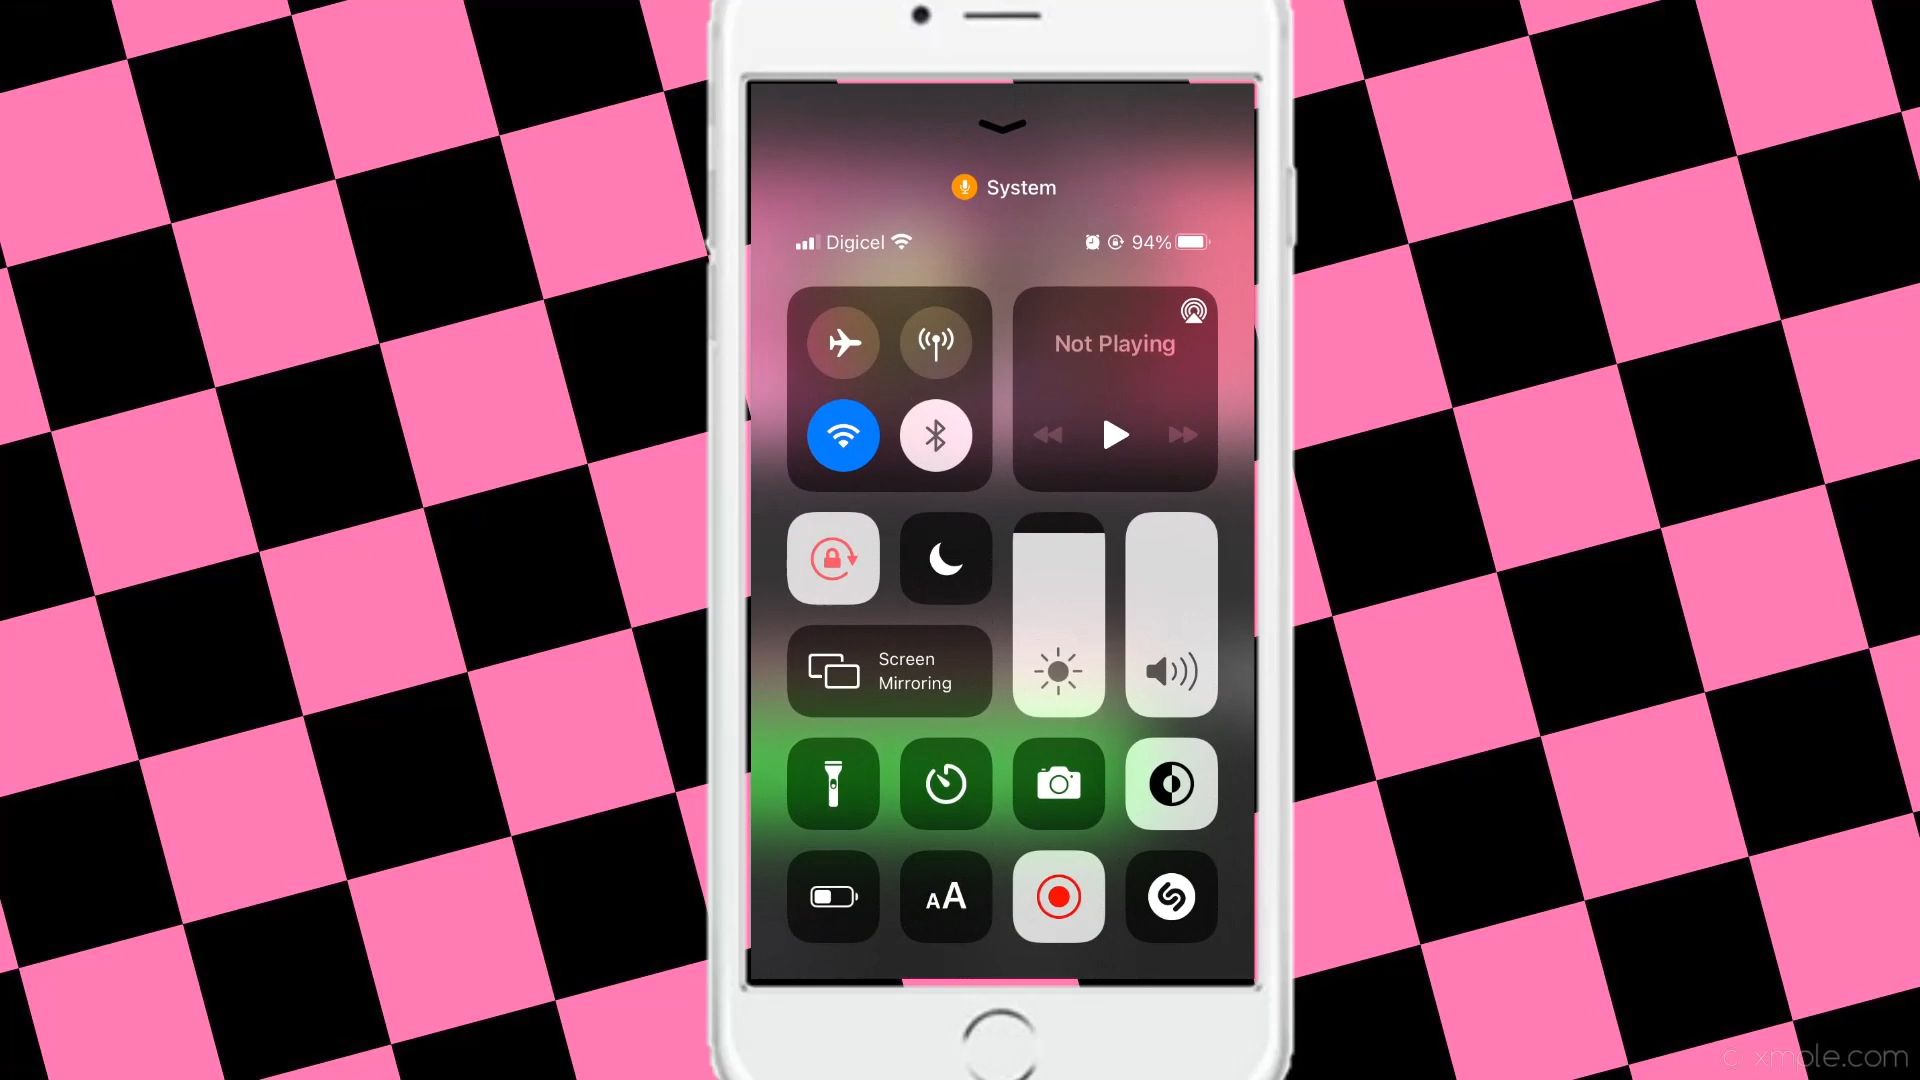 System
Digicel 94%
Not Playing
Screen
Mirroring
AA
© xmple.com